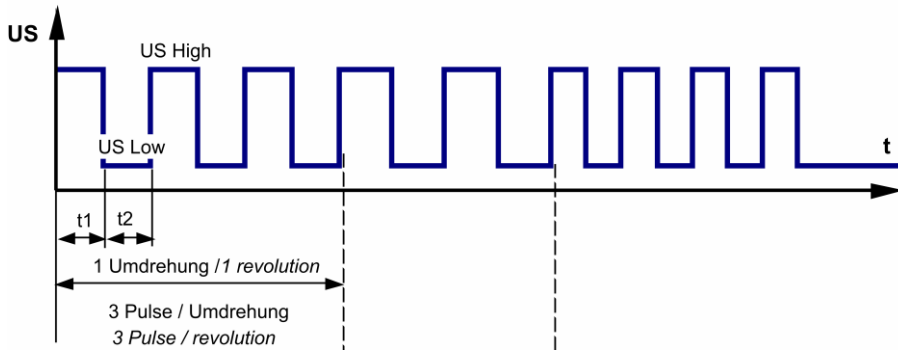 US
US High
US Low
t
t1 t2
1 Umdrehung /1 revolution
3 Pulse / Umdrehung
3 Pulse / revolution